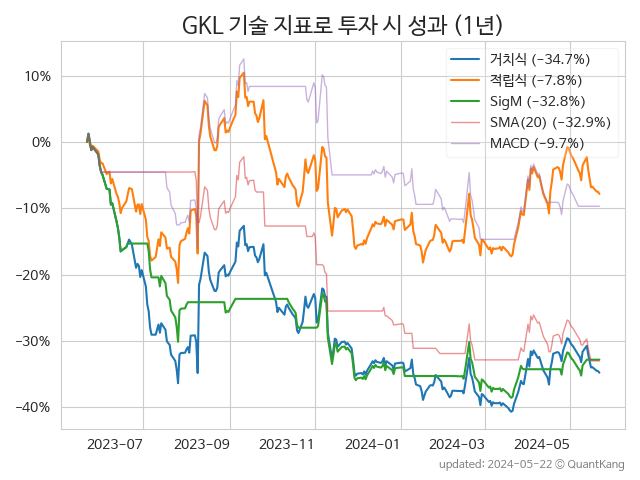 GKL 기술 지표로 투자 시 성과 (1년)
거치식 (−34.7%)
적립식 (−7.8%)
SigM (−32.8%)
SMA(20) (−32.9%)
MACD (−9.7%)
10%
0%
−10%
−20%
−30%
−40%
2023-07
2023-09
2023-11
2024-01
2024-03
2024-05
updated: 2024-05-22 © QuantKang